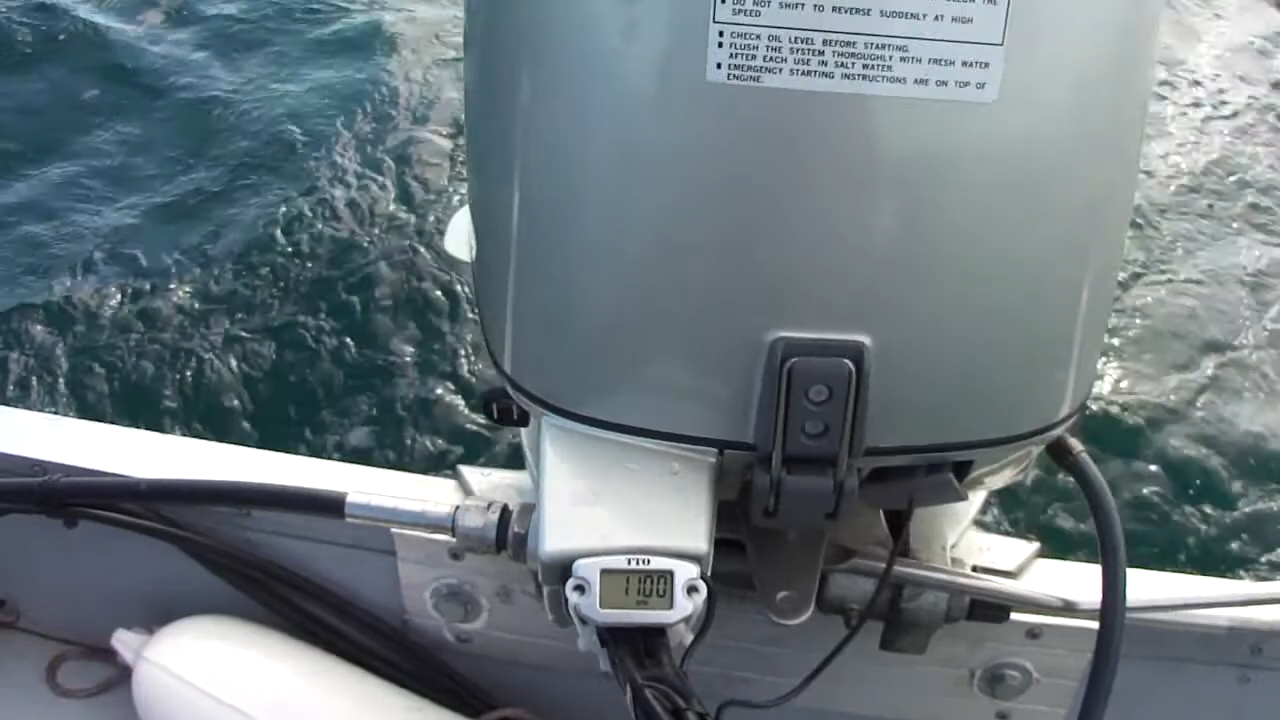 THE
DO NOT SHIFT TO REVERSE SUDDENLY AT HIGH
SPEED
CHECK OIL LEVEL BEFORE STARTING.
FLUSH THE SYSTEM THOROUGHLY WITH FRESH WATER
AFTER EACH USE IN SALT WATER.
EMERGENCY STARTING INSTRUCTIONS ARE ON TOP OF
ENGINE.
TTO
1100